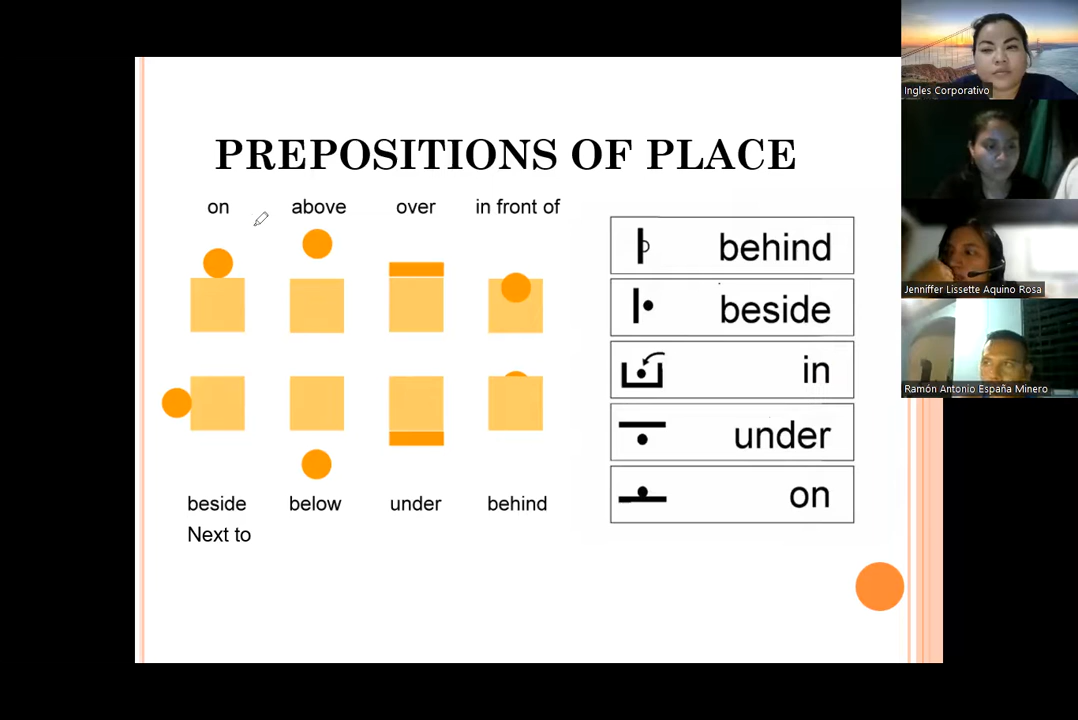 PREPOSITIONS OF PLACE
on above over in front of
beside below under behind
Next to
behind
beside
in
under
on
Ingles Corporativo
Jenniffer Lissette Aquino Rosa
Ramón Antonio España Minero